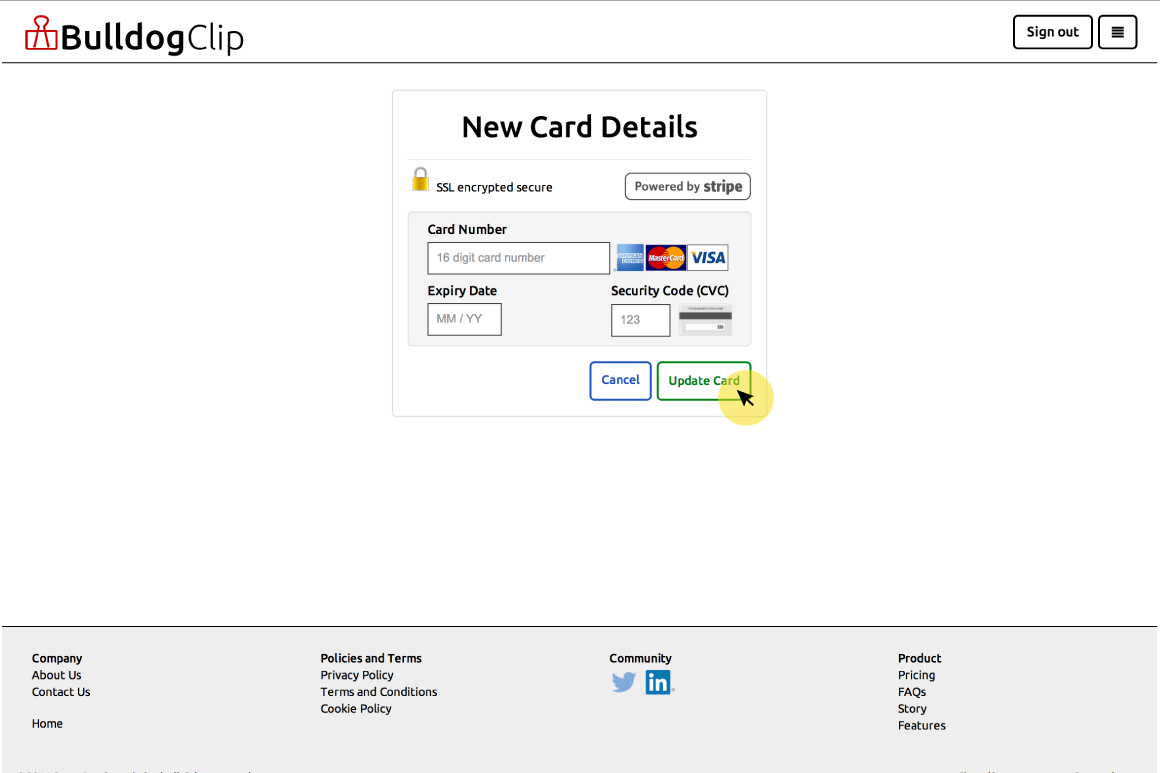 BulldogClip
Sign out
New Card Details
SSL encrypted secure
Powered by stripe
Card Number
16 digit card number
AMERICAN EXPRESS
MasterCard
VISA
Expiry Date
Security Code (CVC)
MM / YY
123
Cancel
Update Card
Company
About Us
Contact Us
Home
Policies and Terms
Privacy Policy
Terms and Conditions
Cookie Policy
Community
in
Product
Pricing
FAQs
Story
Features